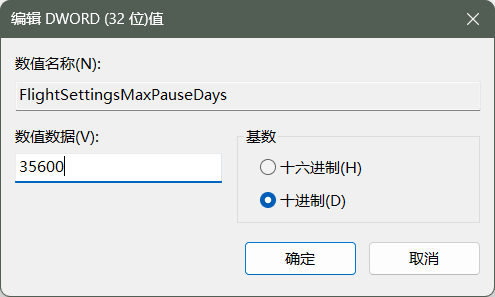 编辑 DWORD (32 位)值
数值名称(N):
FlightSettingsMaxPauseDays
数值数据(V):
35600
基数
十六进制(H)
十进制(D)
确定
取消